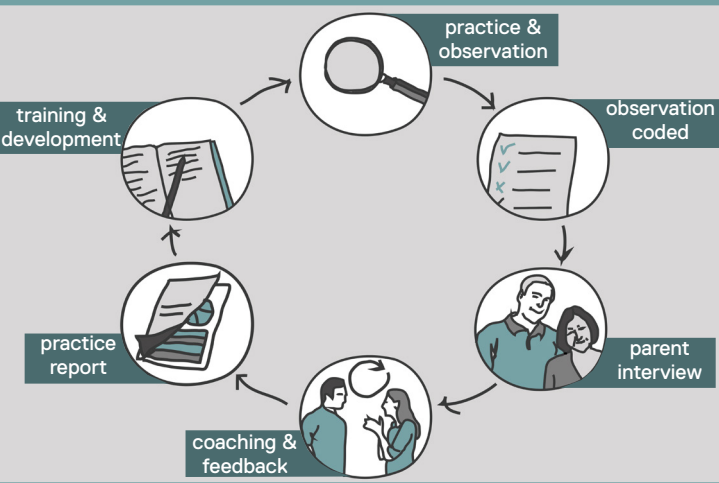 practice &
observation
observation
coded
parent
interview
coaching &
feedback
practice
report
training &
development